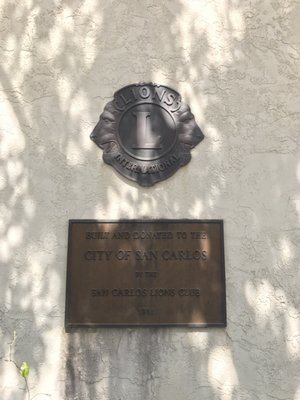 LIONS
L
INTERNATIONAL
BUILT AND DONATED TO THE
CITY OF SAN CARLOS
BY THE
SAN CARLOS LIONS CLUB